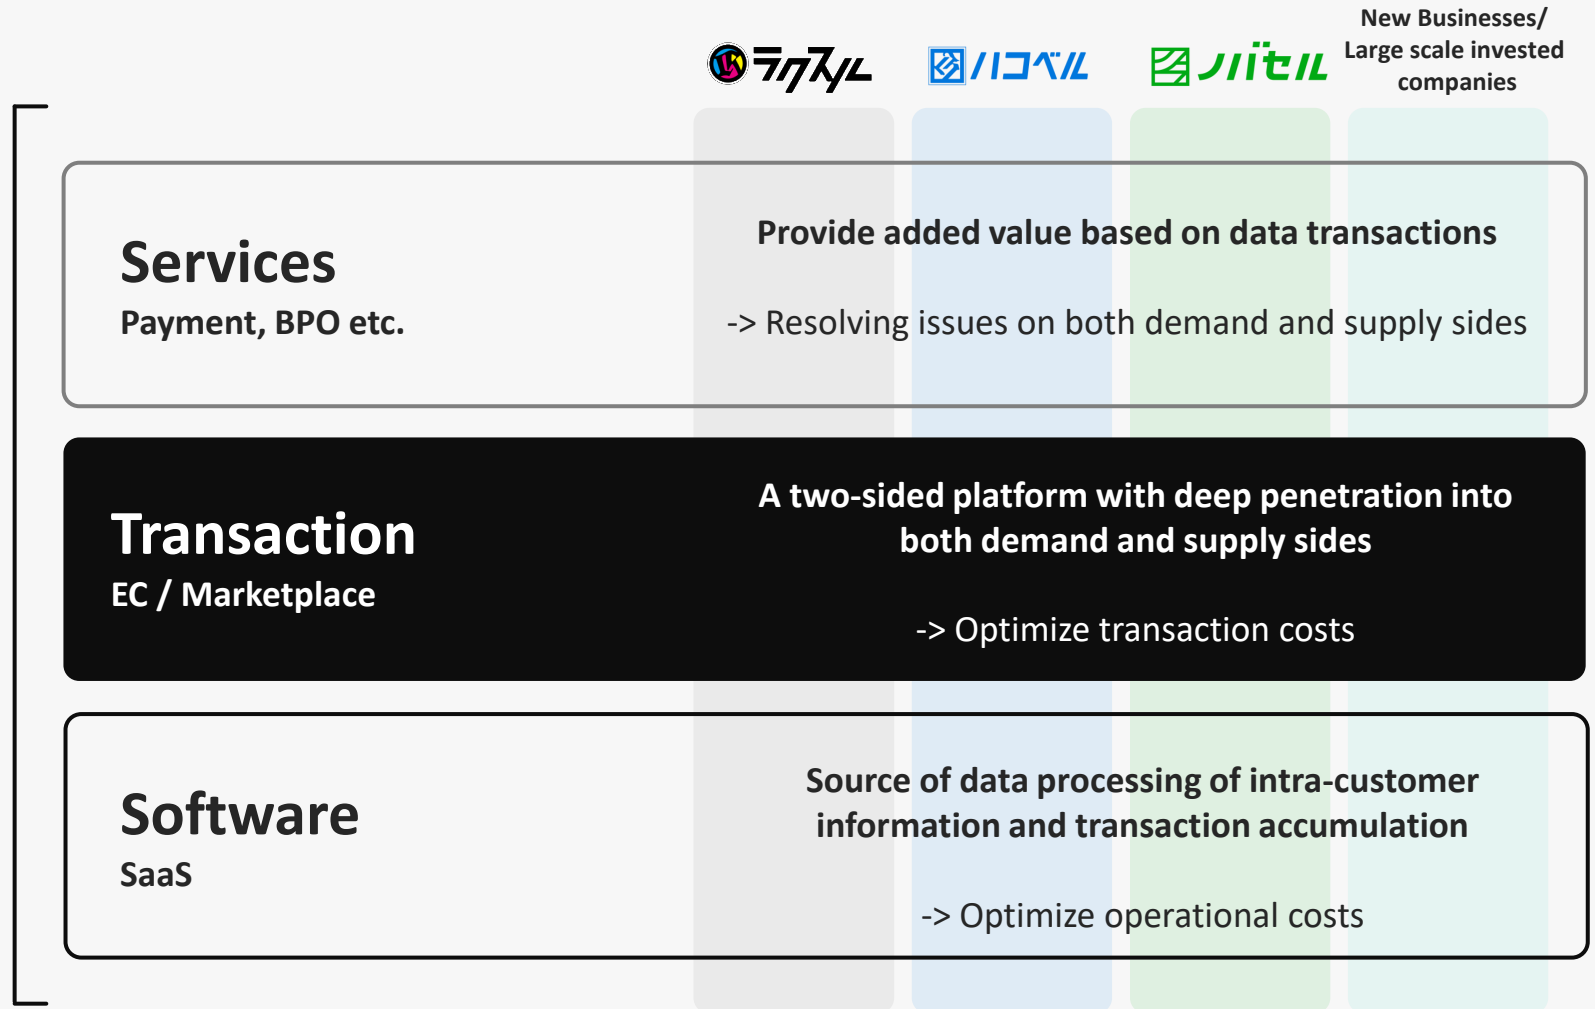 New Businesses/
Large scale invested
companies
ラクスル
ハコベル
ノバセル
Services
Payment, BPO etc.
Provide added value based on data transactions
-> Resolving issues on both demand and supply sides
Transaction
EC / Marketplace
A two-sided platform with deep penetration into
both demand and supply sides
-> Optimize transaction costs
Software
SaaS
Source of data processing of intra-customer
information and transaction accumulation
-> Optimize operational costs